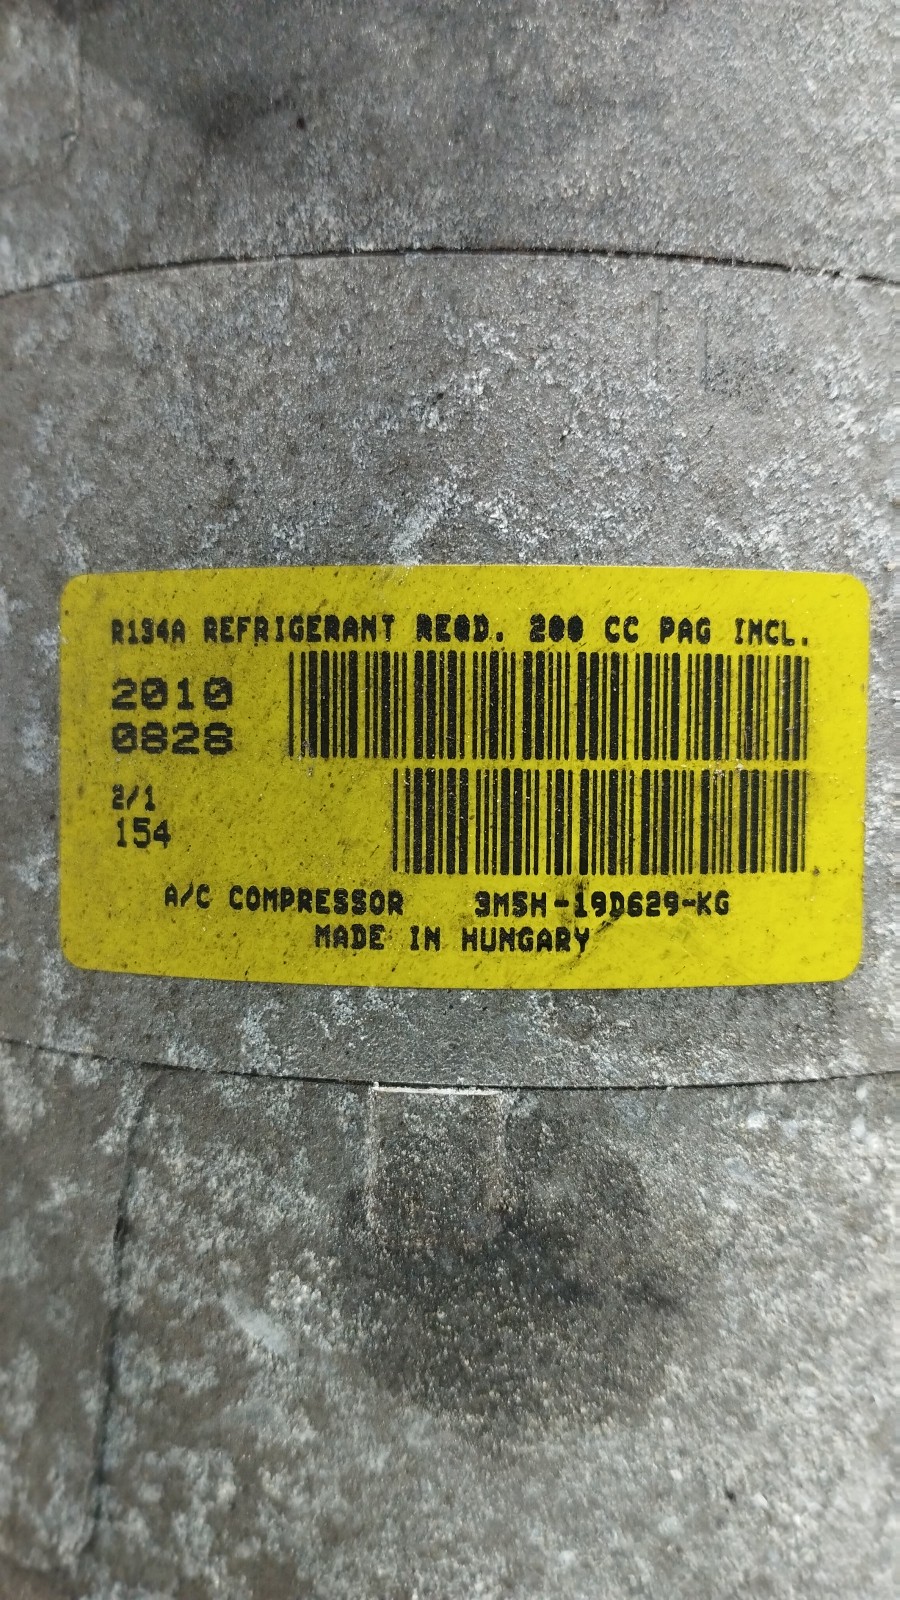 R134A REFRIGERANT REQD. 200 CC PAG INCL.
2010
0828
2/1
154
A/C COMPRESSOR 3M5H-19D629-KG
MADE IN HUNGARY